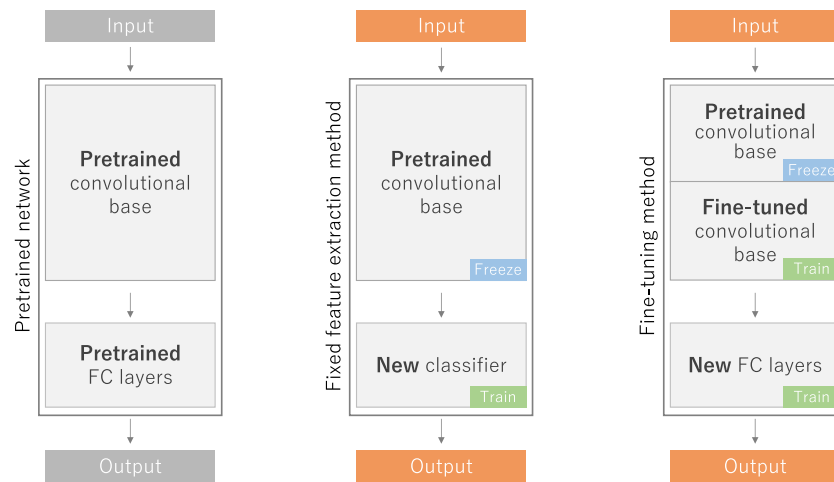 Input
Pretrained network
Pretrained
convolutional
base
Pretrained
FC layers
Output
Input
Fixed feature extraction method
Pretrained
convolutional
base
Freeze
New classifier
Train
Output
Input
Fine-tuning method
Pretrained
convolutional
base
Freeze
Fine-tuned
convolutional
base
Train
New FC layers
Train
Output